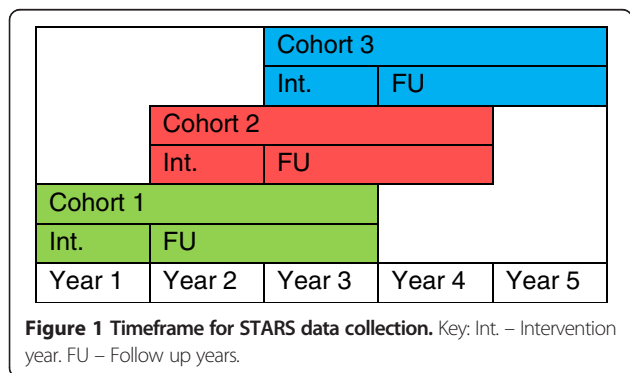 Cohort 3
Int. FU
Cohort 2
Int. FU
Cohort 1
Int. FU
Year 1 Year 2 Year 3 Year 4 Year 5
Figure 1 Timeframe for STARS data collection. Key: Int. – Intervention
year. FU – Follow up years.